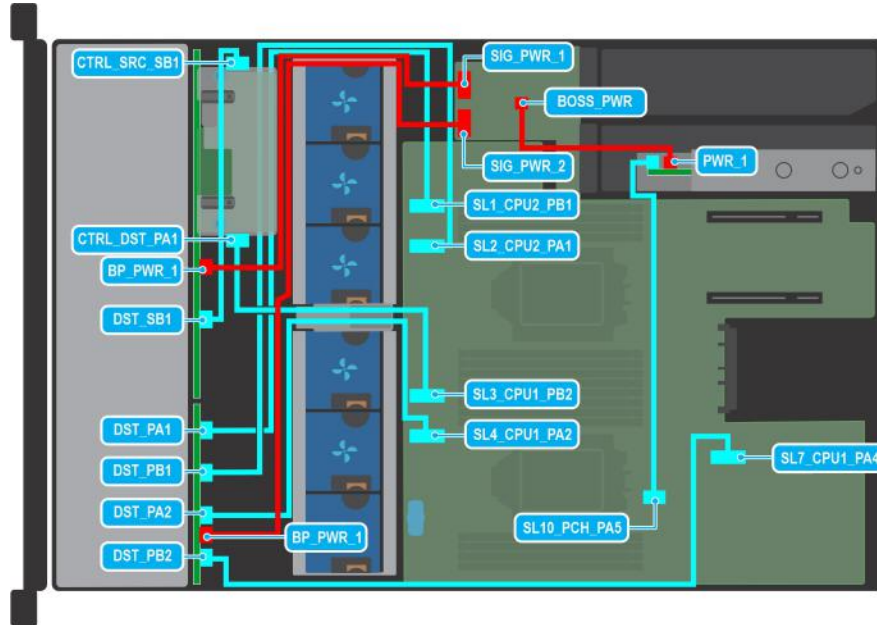 CTRL_SRC_SB1
SIG_PWR_1
BOSS_PWR
SIG_PWR_2
PWR_1
SL1_CPU2_PB1
CTRL_DST_PA1
SL2_CPU2_PA1
BP_PWR_1
DST_SB1
SL3_CPU1_PB2
DST_PA1
SL4_CPU1_PA2
SL7_CPU1_PA4
DST_PB1
DST_PA2
SL10_PCH_PA5
BP_PWR_1
DST_PB2